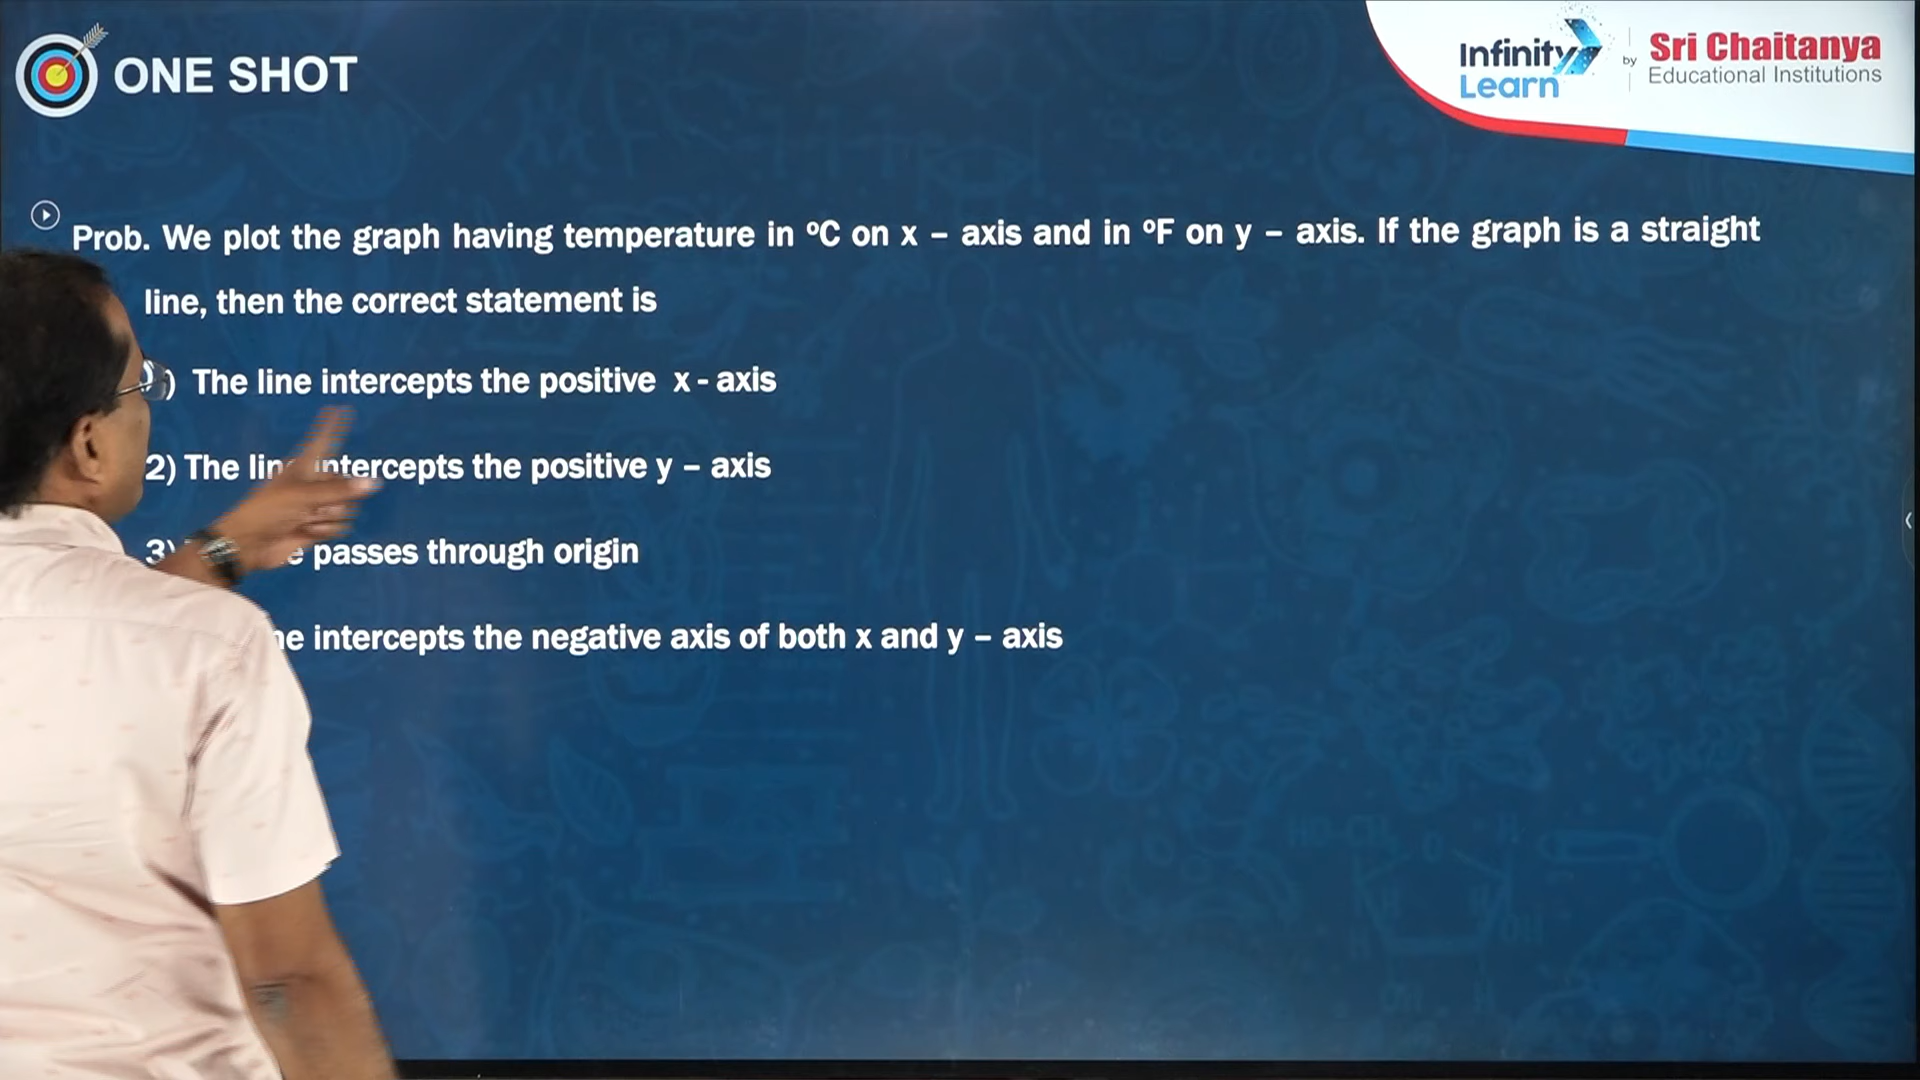 ONE SHOT
Infinity Learn
by
Sri Chaitanya
Educational Institutions
Prob. We plot the graph having temperature in ºC on x – axis and in ºF on y – axis. If the graph is a straight
line, then the correct statement is
) The line intercepts the positive x - axis
2) The intercepts the positive y – axis
3) passes through origin
intercepts the negative axis of both x and y – axis